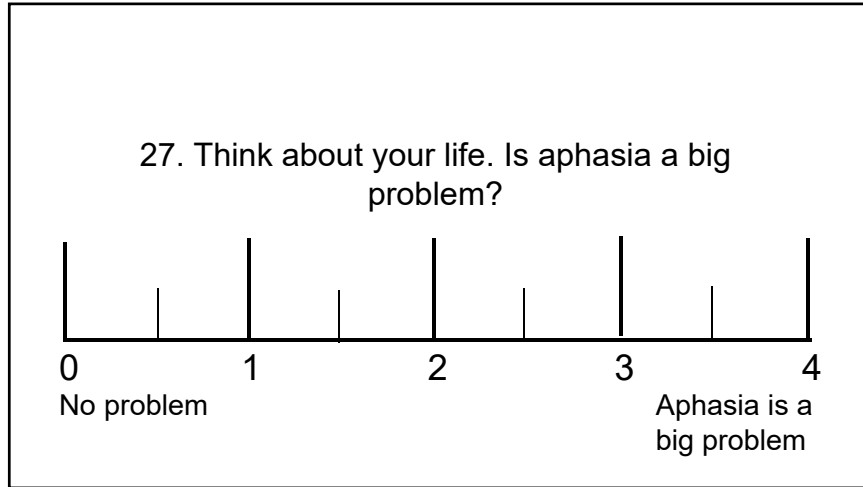 27. Think about your life. Is aphasia a big
problem?
0 1 2 3 4
No problem
Aphasia is a
big problem